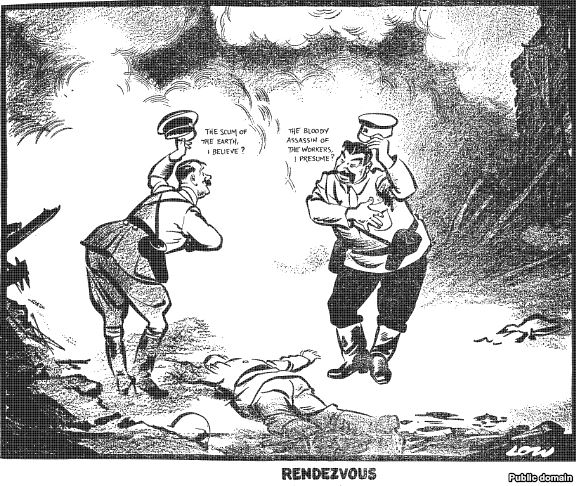 THE SCUM OF
THE EARTH,
I BELIEVE?
THE BLOODY
ASSASSIN OF
THE WORKERS,
I PRESUME?
LOW
RENDEZVOUS
Public domain